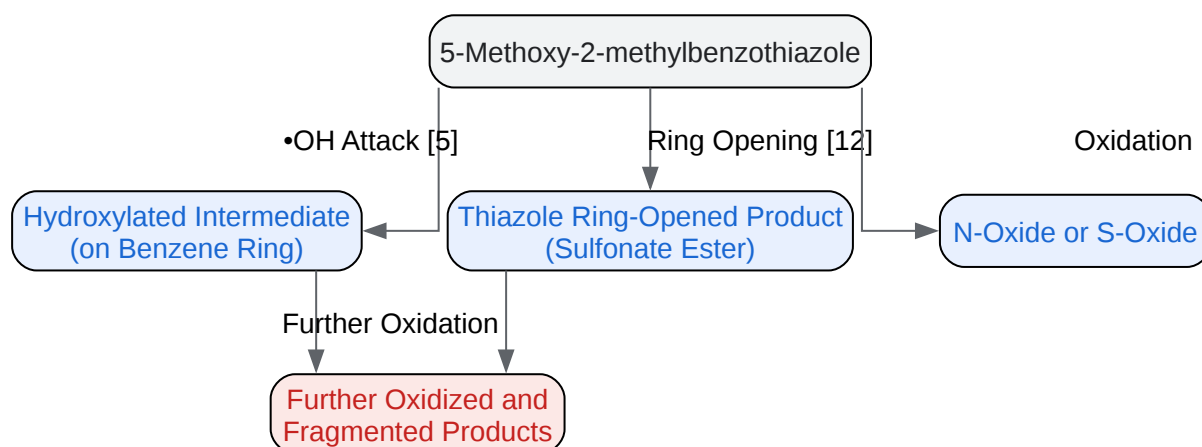 5-Methoxy-2-methylbenzothiazole
•OH Attack [5]
Ring Opening [12]
Oxidation
Hydroxylated Intermediate
(on Benzene Ring)
Thiazole Ring-Opened Product
(Sulfonate Ester)
N-Oxide or S-Oxide
Further Oxidation
Further Oxidized and
Fragmented Products